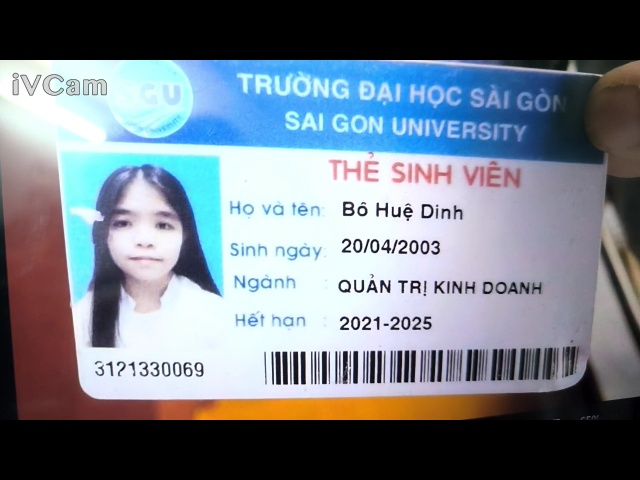 iVCam
SGU
TRƯỜNG ĐẠI HỌC SÀI GÒN
SAI GON UNIVERSITY
THẺ SINH VIÊN
Họ và tên: Bô Huệ Dinh
Sinh ngày: 20/04/2003
Ngành : QUẢN TRỊ KINH DOANH
Hết hạn : 2021-2025
3121330069